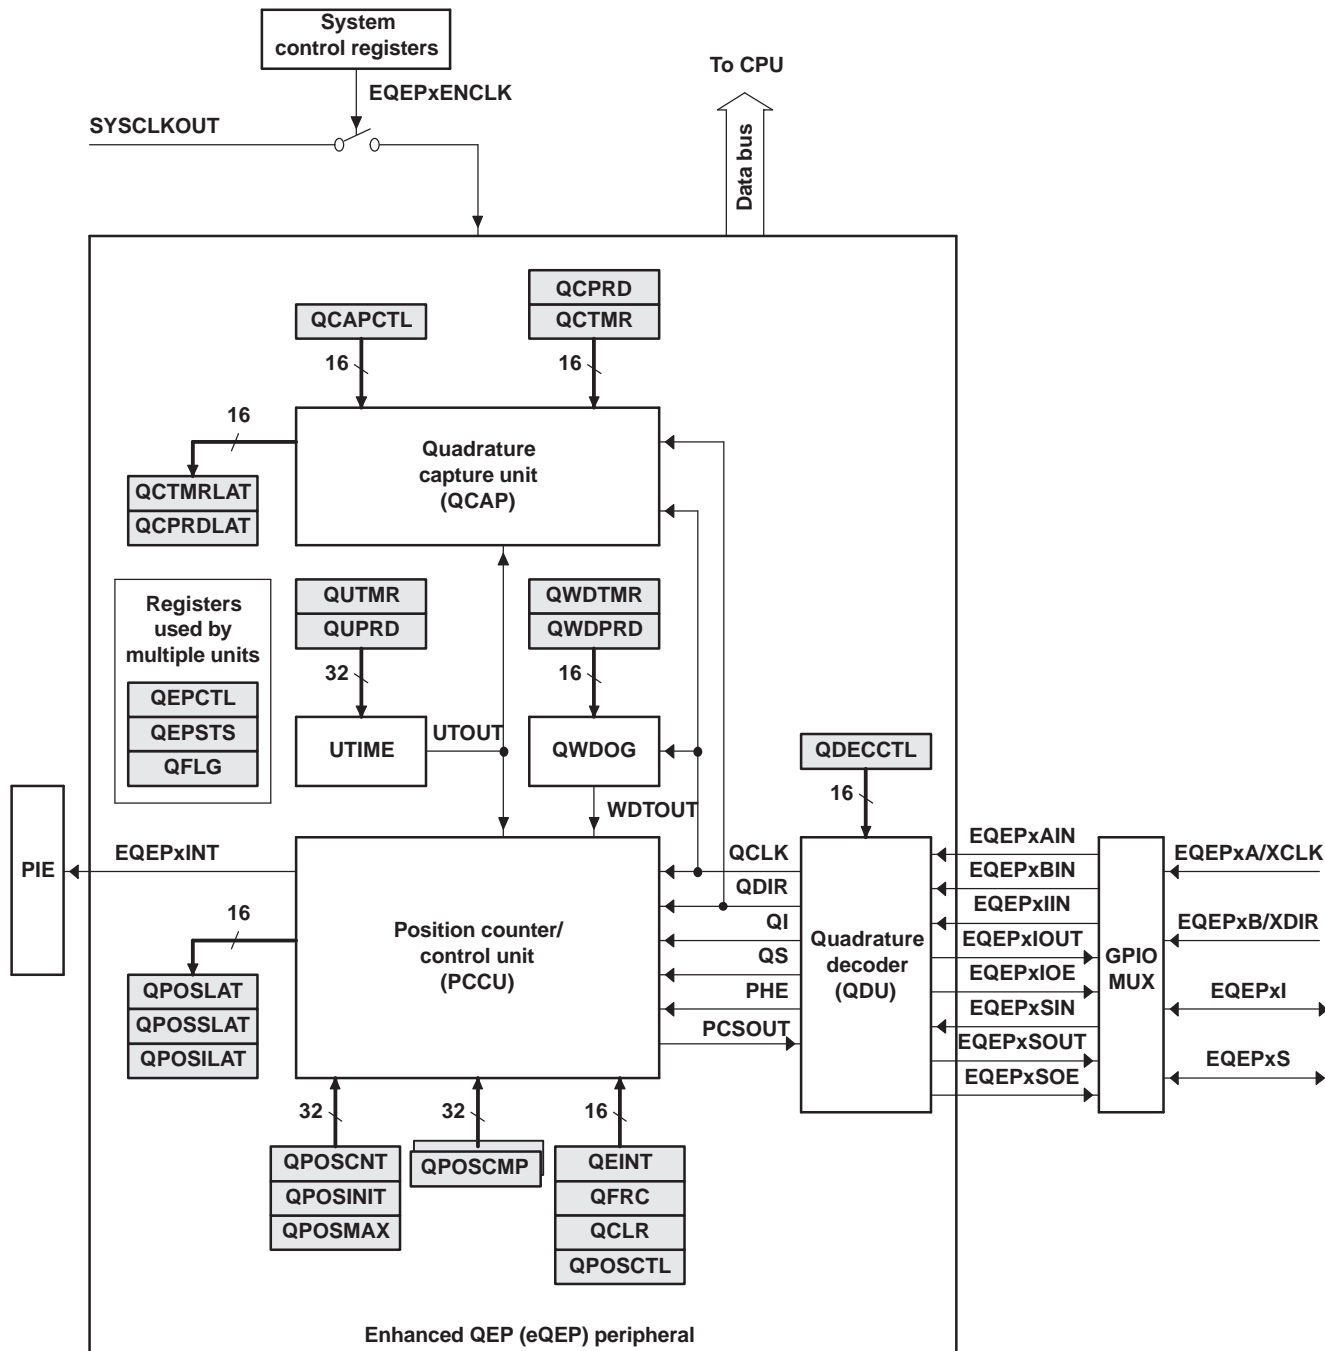 System
control registers
To CPU
EQEPxENCLK
SYSCLKOUT
Data bus
QCPRD
QCAPCTL
QCTMR
16
16
16
Quadrature
capture unit
(QCAP)
QCTMRLAT
QCPRDLAT
Registers
used by
multiple units
QEPCTL
QEPSTS
QFLG
QUTMR
QUPRD
QWDTMR
QWDPRD
32
16
UTIME
UTOUT
QWDOG
QDECCTL
WDTOUT
16
PIE
EQEPxINT
16
Position counter/
control unit
(PCCU)
QCLK
QDIR
QI
QS
PHE
PCSOUT
Quadrature
decoder
(QDU)
EQEPxAIN
EQEPxBIN
EQEPxIIN
EQEPxIOUT
EQEPxIOE
EQEPxSIN
EQEPxSOUT
EQEPxSOE
GPIO
MUX
EQEPxA/XCLK
EQEPxB/XDIR
EQEPxI
EQEPxS
QPOSLAT
QPOSSLAT
QPOSILAT
32
32
16
QPOSCNT
QPOSINIT
QPOSMAX
QPOSCMP
QEINT
QFRC
QCLR
QPOSCTL
Enhanced QEP (eQEP) peripheral